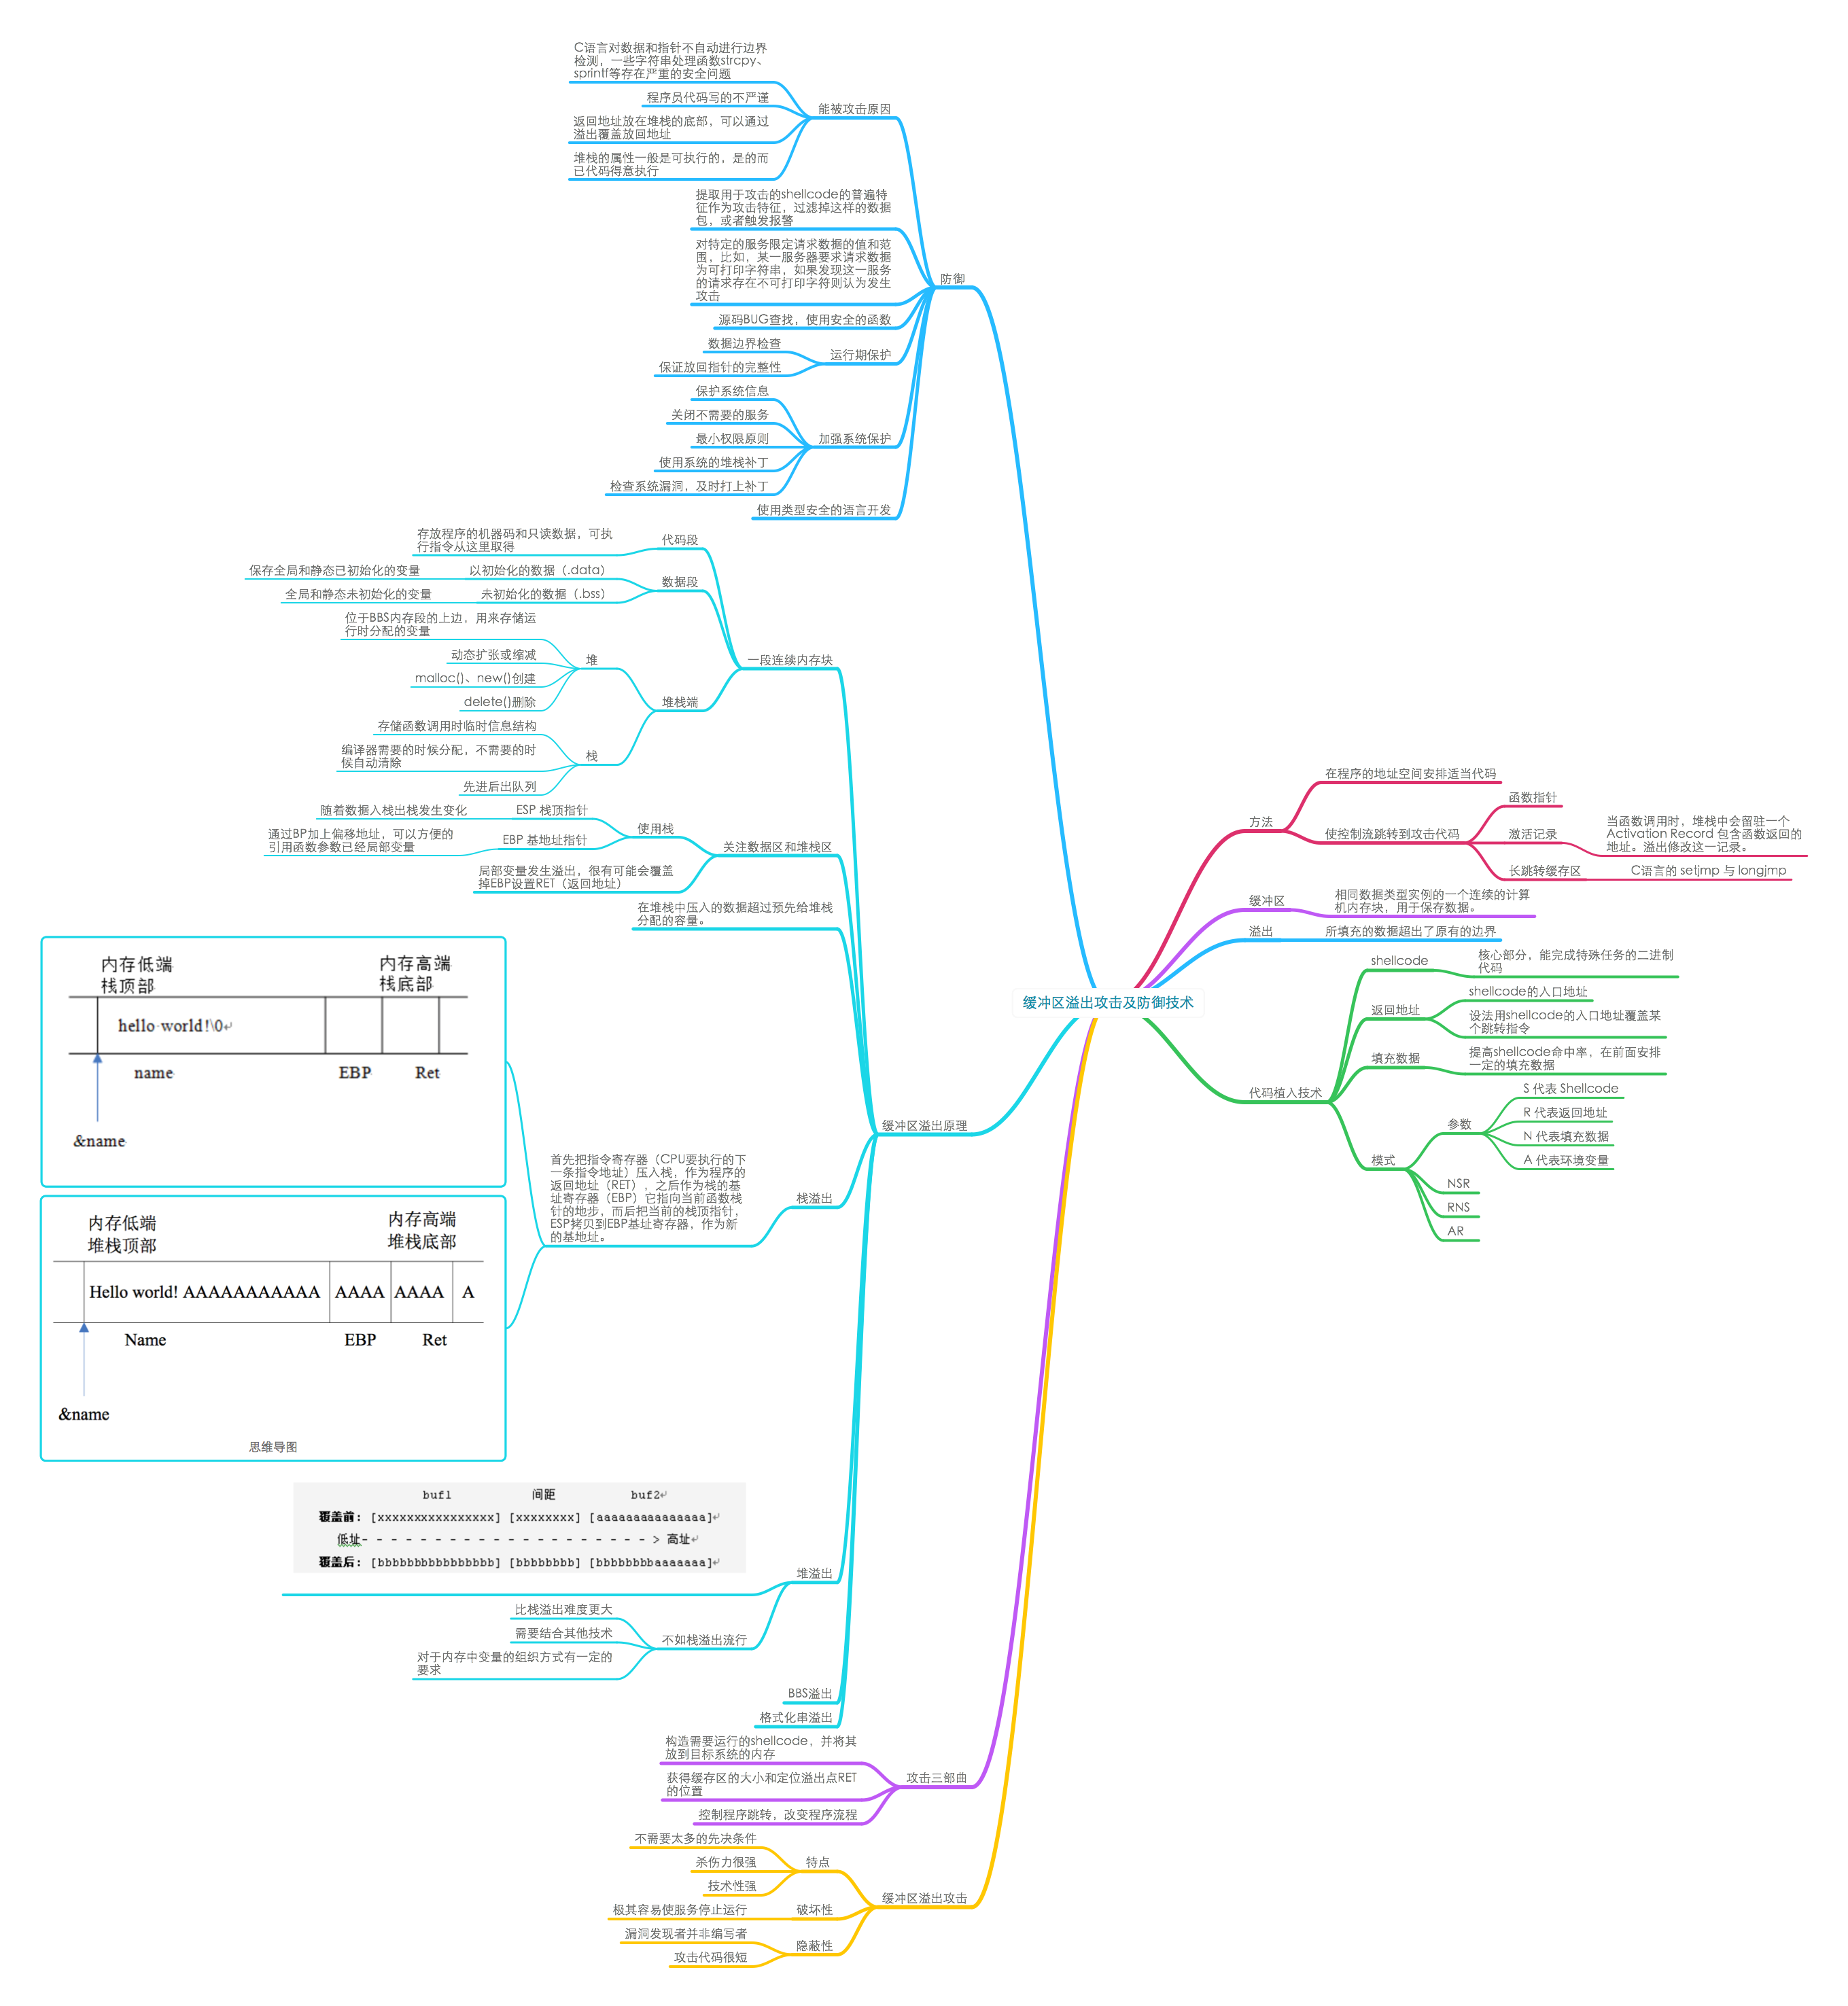 缓冲区溢出攻击及防御技术
方法
在程序的地址空间安排适当代码
使控制流跳转到攻击代码
函数指针
激活记录
当函数调用时，堆栈中会留驻一个
Activation Record 包含函数返回的
地址。溢出修改这一记录。
长跳转缓存区
C语言的 setjmp 与 longjmp
缓冲区
相同数据类型实例的一个连续的计算
机内存块，用于保存数据。
溢出
所填充的数据超出了原有的边界
代码植入技术
shellcode
核心部分，能完成特殊任务的二进制
代码
返回地址
shellcode的入口地址
设法用shellcode的入口地址覆盖某
个跳转指令
填充数据
提高shellcode命中率，在前面安排
一定的填充数据
模式
参数
S 代表 Shellcode
R 代表返回地址
N 代表填充数据
A 代表环境变量
NSR
RNS
AR
防御
能被攻击原因
C语言对数据和指针不自动进行边界
检测，一些字符串处理函数strcpy、
sprintf等存在严重的安全问题
程序员代码写的不严谨
返回地址放在堆栈的底部，可以通过
溢出覆盖放回地址
堆栈的属性一般是可执行的，是的而
已代码得意执行
提取用于攻击的shellcode的普遍特
征作为攻击特征，过滤掉这样的数据
包，或者触发报警
对特定的服务限定请求数据的值和范
围，比如，某一服务器要求请求数据
为可打印字符串，如果发现这一服务
的请求存在不可打印字符则认为发生
攻击
源码BUG查找，使用安全的函数
运行期保护
数据边界检查
保证放回指针的完整性
加强系统保护
保护系统信息
关闭不需要的服务
最小权限原则
使用系统的堆栈补丁
检查系统漏洞，及时打上补丁
使用类型安全的语言开发
缓冲区溢出原理
一段连续内存块
代码段
存放程序的机器码和只读数据，可执
行指令从这里取得
数据段
以初始化的数据（.data）
保存全局和静态已初始化的变量
未初始化的数据（.bss）
全局和静态未初始化的变量
堆栈端
堆
位于BBS内存段的上边，用来存储运
行时分配的变量
动态扩张或缩减
malloc()、new()创建
delete()删除
栈
存储函数调用时临时信息结构
编译器需要的时候分配，不需要的时
候自动清除
先进后出队列
关注数据区和堆栈区
使用栈
ESP 栈顶指针
随着数据入栈出栈发生变化
EBP 基地址指针
通过BP加上偏移地址，可以方便的
引用函数参数已经局部变量
局部变量发生溢出，很有可能会覆盖
掉EBP设置RET（返回地址）
在堆栈中压入的数据超过预先给堆栈
分配的容量。
栈溢出
首先把指令寄存器（CPU要执行的下
一条指令地址）压入栈，作为程序的
返回地址（RET），之后作为栈的基
址寄存器（EBP）它指向当前函数栈
针的地步，而后把当前的栈顶指针，
ESP拷贝到EBP基址寄存器，作为新
的基地址。
内存低端 内存高端
栈顶部 栈底部
hello world!\0↵
name EBP Ret
&name
内存低端 内存高端
堆栈顶部 堆栈底部
Hello world! AAAAAAAAAAA AAAA AAAA A
Name EBP Ret
&name
思维导图
堆溢出
buf1 间距 buf2↵
覆盖前：[xxxxxxxxxxxxxxxx] [xxxxxxxx] [aaaaaaaaaaaaaaa]↵
低址- - - - - - - - - - - - - - - - - - - - > 高址↵
覆盖后：[bbbbbbbbbbbbbbbb] [bbbbbbbb] [bbbbbbbbaaaaaaa]↵
不如栈溢出流行
比栈溢出难度更大
需要结合其他技术
对于内存中变量的组织方式有一定的
要求
BBS溢出
格式化串溢出
攻击三部曲
构造需要运行的shellcode，并将其
放到目标系统的内存
获得缓存区的大小和定位溢出点RET
的位置
控制程序跳转，改变程序流程
缓冲区溢出攻击
特点
不需要太多的先决条件
杀伤力很强
技术性强
破坏性
极其容易使服务停止运行
隐蔽性
漏洞发现者并非编写者
攻击代码很短